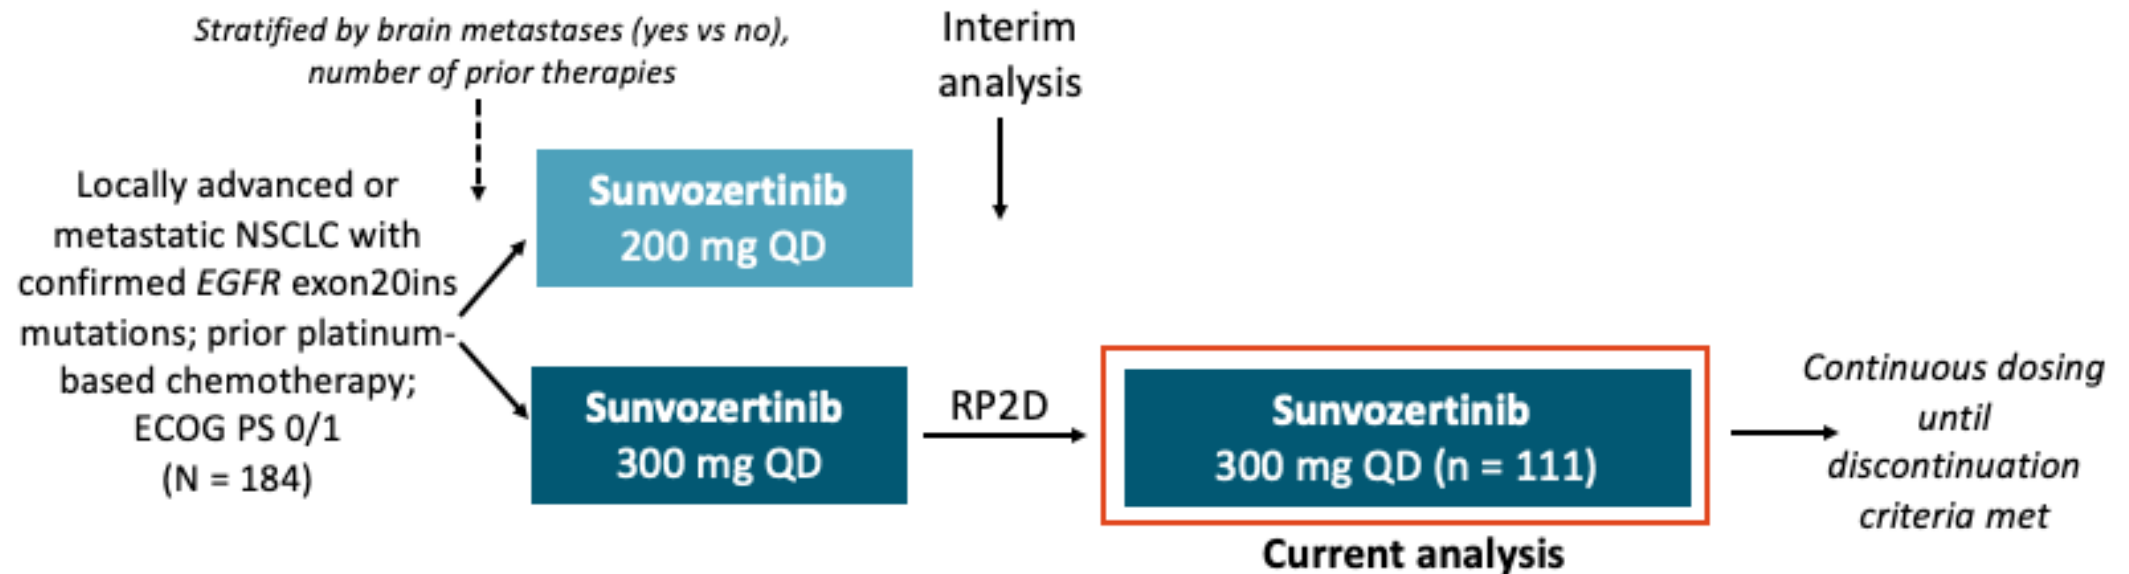 Stratified by brain metastases (yes vs no),
number of prior therapies
Interim
analysis
Locally advanced or
metastatic NSCLC with
confirmed EGFR exon20ins
mutations; prior platinum-
based chemotherapy;
ECOG PS 0/1
(N = 184)
Sunvozertinib
200 mg QD
Sunvozertinib
300 mg QD
RP2D
Sunvozertinib
300 mg QD (n = 111)
Current analysis
Continuous dosing
until
discontinuation
criteria met